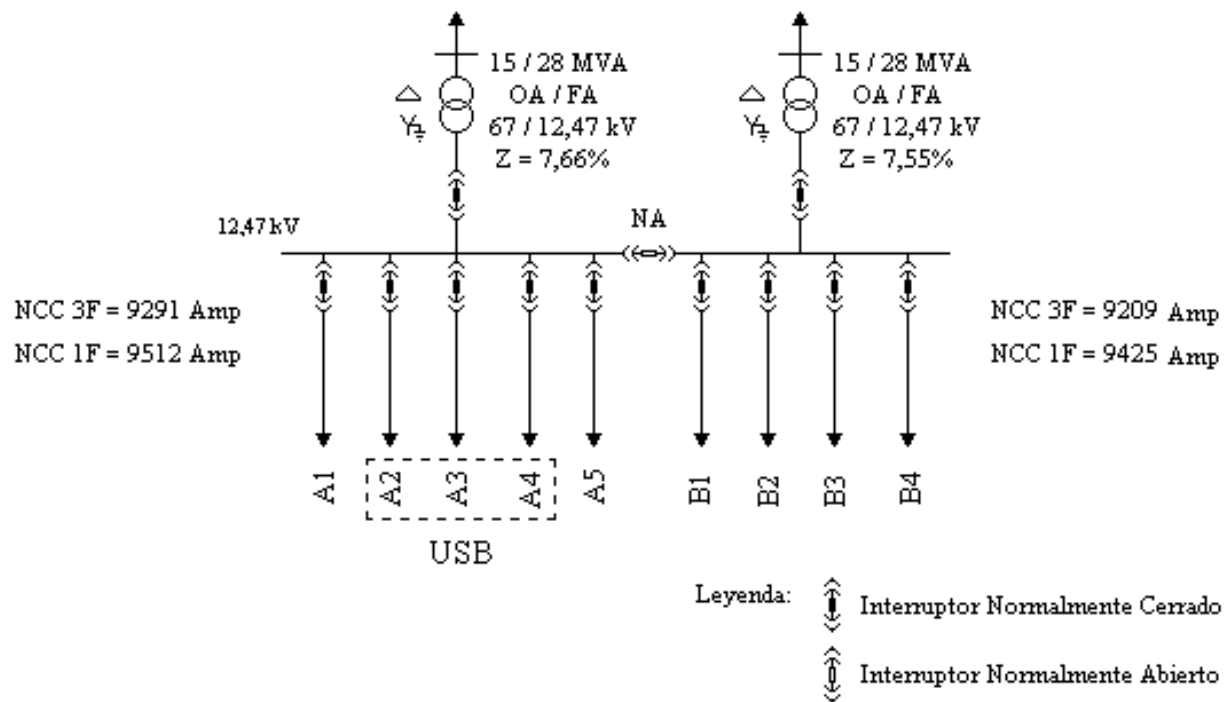 15 / 28 MVA
OA / FA
67 / 12,47 kV
Z = 7,66%
15 / 28 MVA
OA / FA
67 / 12,47 kV
Z = 7,55%
12,47 kV
NA
NCC 3F = 9291 Amp
NCC 1F = 9512 Amp
NCC 3F = 9209 Amp
NCC 1F = 9425 Amp
A1
A2
A3
A4
A5
B1
B2
B3
B4
USB
Leyenda:
Interruptor Normalmente Cerrado
Interruptor Normalmente Abierto